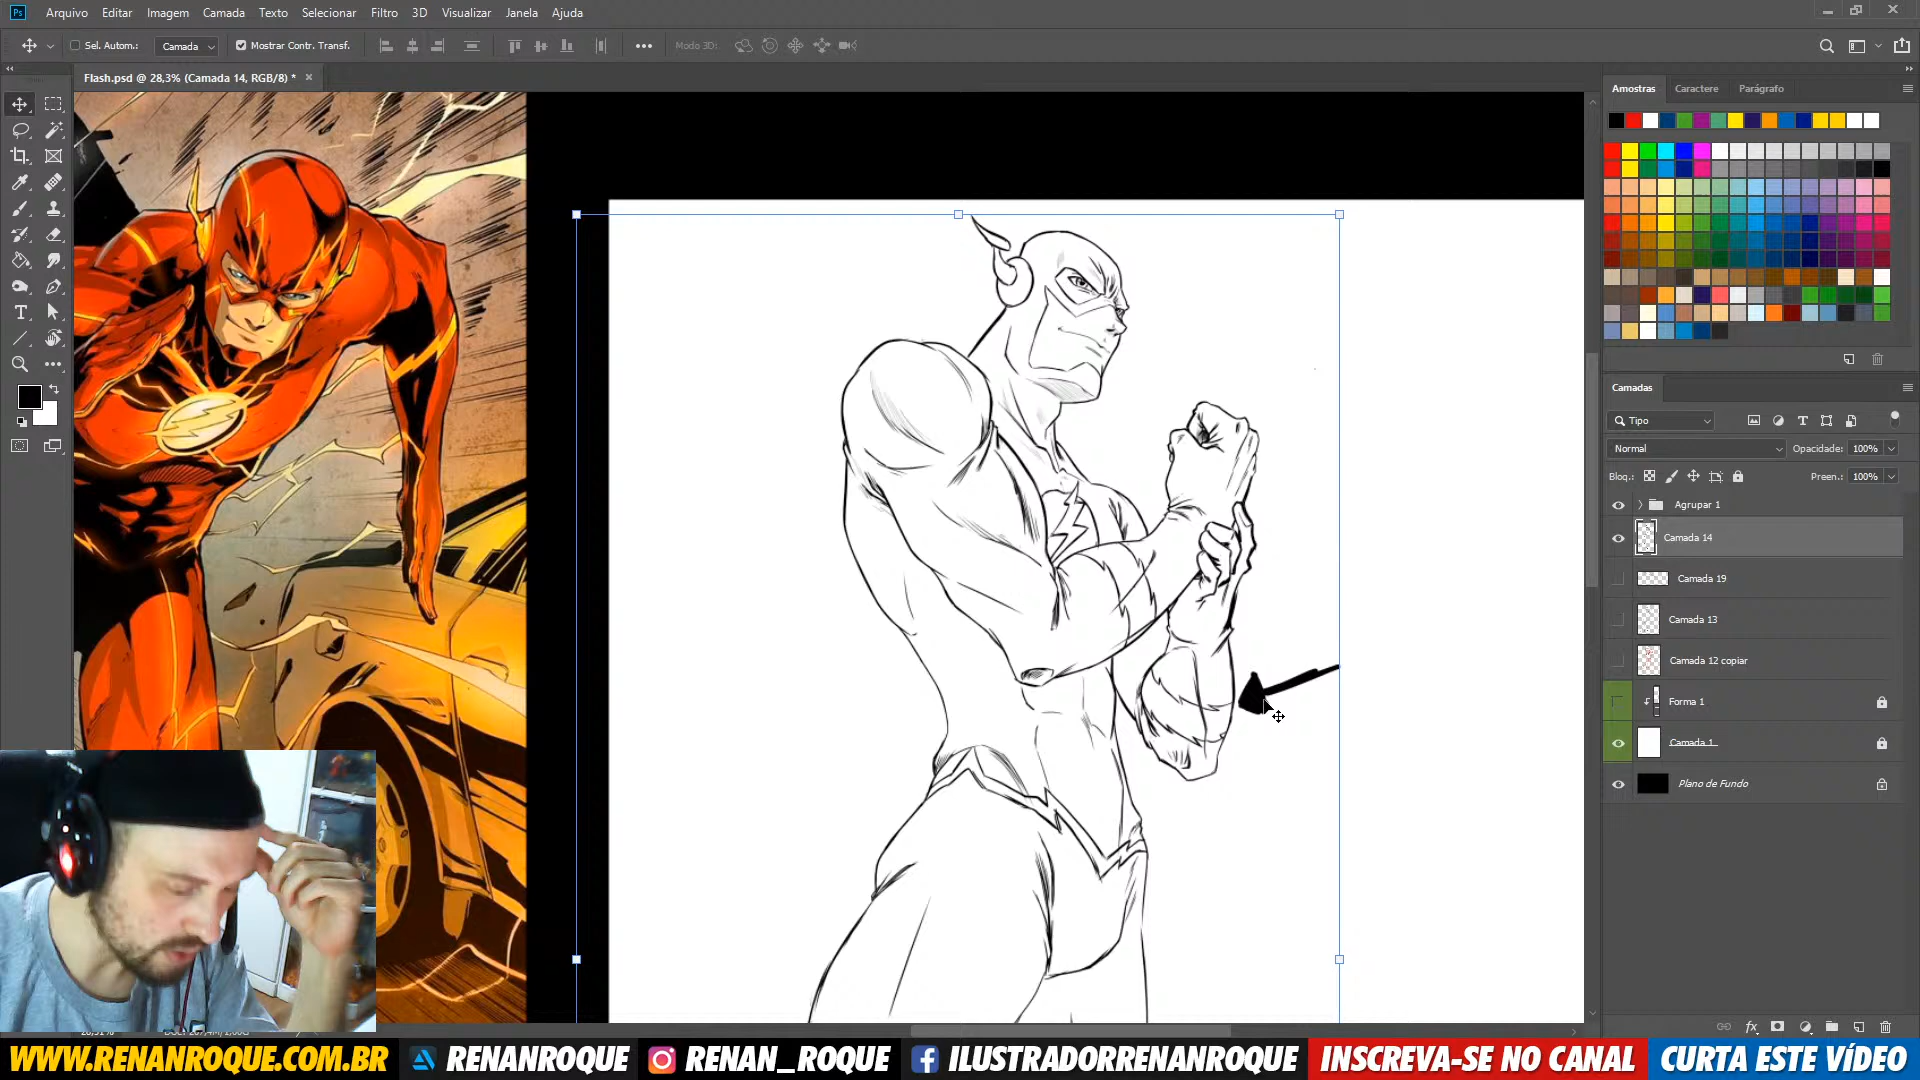 Ps Arquivo Editar Imagem Camada Texto Selecionar Filtro 3D Visualizar Janela Ajuda
Sel. Autom.: Camada Mostrar Contr. Transf. Modo 3D:
Flash.psd @ 28,3% (Camada 14, RGB/8) *
Amostras Caractere Parágrafo
Camadas
Tipo
Normal Opacidade: 100%
Bloq.: Preen.: 100%
Agrupar 1
Camada 14
Camada 19
Camada 13
Camada 12 copiar
Forma 1
Camada 1
Plano de Fundo
WWW.RENANROQUE.COM.BR RENANROQUE RENAN_ROQUE ILUSTRADORRENANROQUE INSCREVA-SE NO CANAL CURTA ESTE VÍDEO